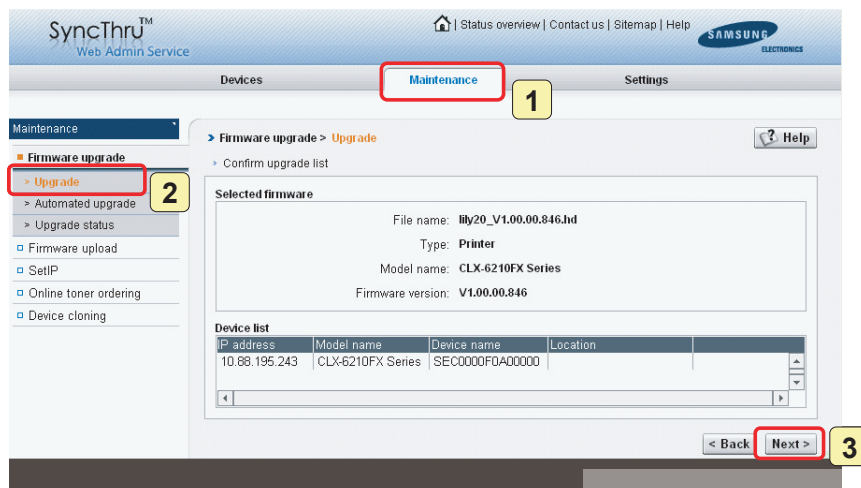 SyncThru™
Web Admin Service
| Status overview | Contact us | Sitemap | Help
SAMSUNG
ELECTRONICS
Devices
Maintenance
Settings
1
Maintenance
Firmware upgrade
» Upgrade
» Automated upgrade
» Upgrade status
Firmware upload
SetIP
Online toner ordering
Device cloning
2
Firmware upgrade > Upgrade
Help
Confirm upgrade list
Selected firmware
File name: lily20_V1.00.00.846.hd
Type: Printer
Model name: CLX-6210FX Series
Firmware version: V1.00.00.846
Device list
IP address Model name Device name Location
10.88.195.243 CLX-6210FX Series SEC0000F0A00000
< Back Next >
3